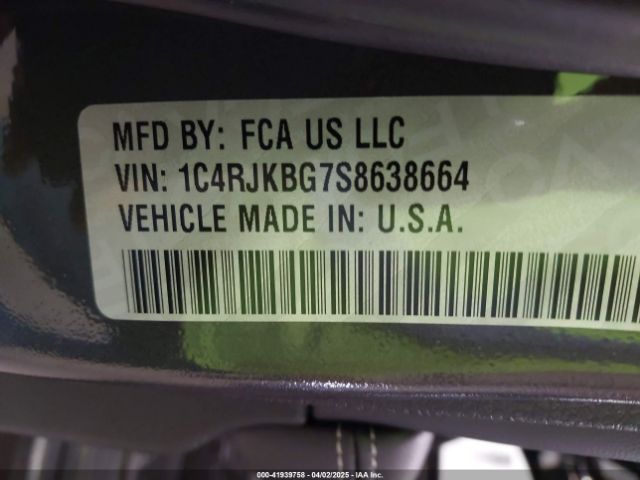 MFD BY: FCA US LLC
VIN: 1C4RJKBG7S8638664
VEHICLE MADE IN: U.S.A.
000-41939758 - 04/02/2025 - IAA Inc.